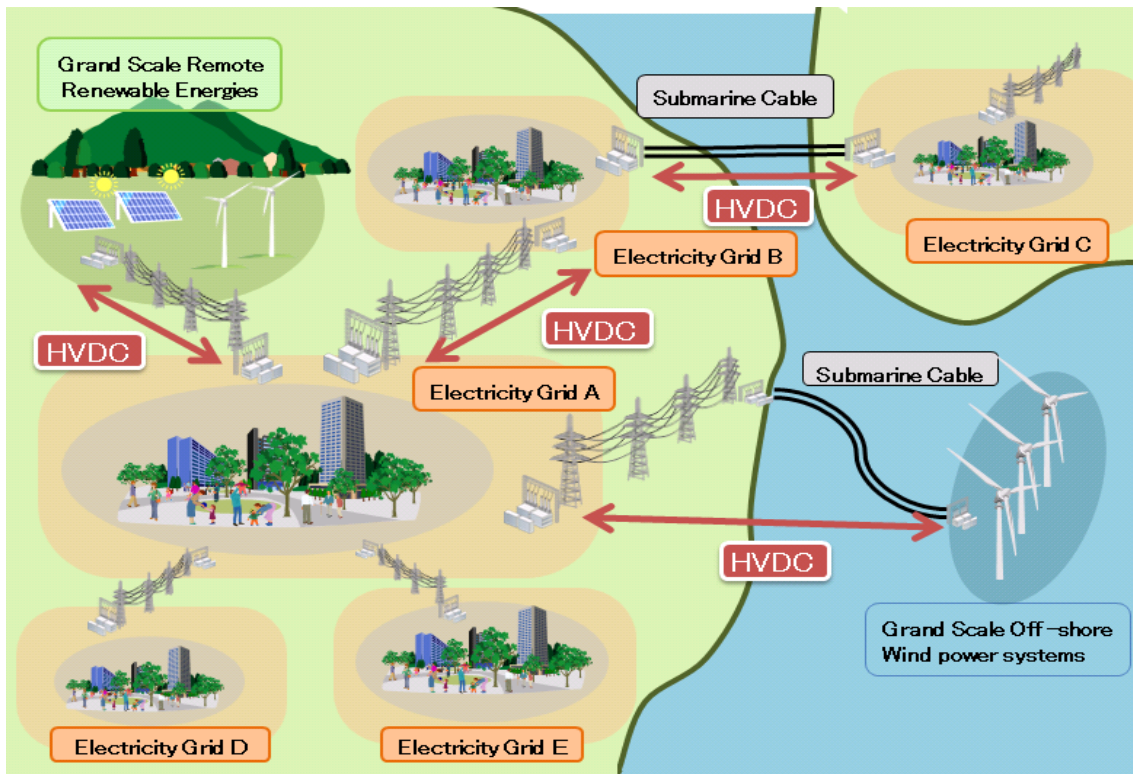 Grand Scale Remote
Renewable Energies
Submarine Cable
HVDC
Electricity Grid C
Electricity Grid B
HVDC
HVDC
Submarine Cable
Electricity Grid A
HVDC
Grand Scale Off-shore
Wind power systems
Electricity Grid D
Electricity Grid E